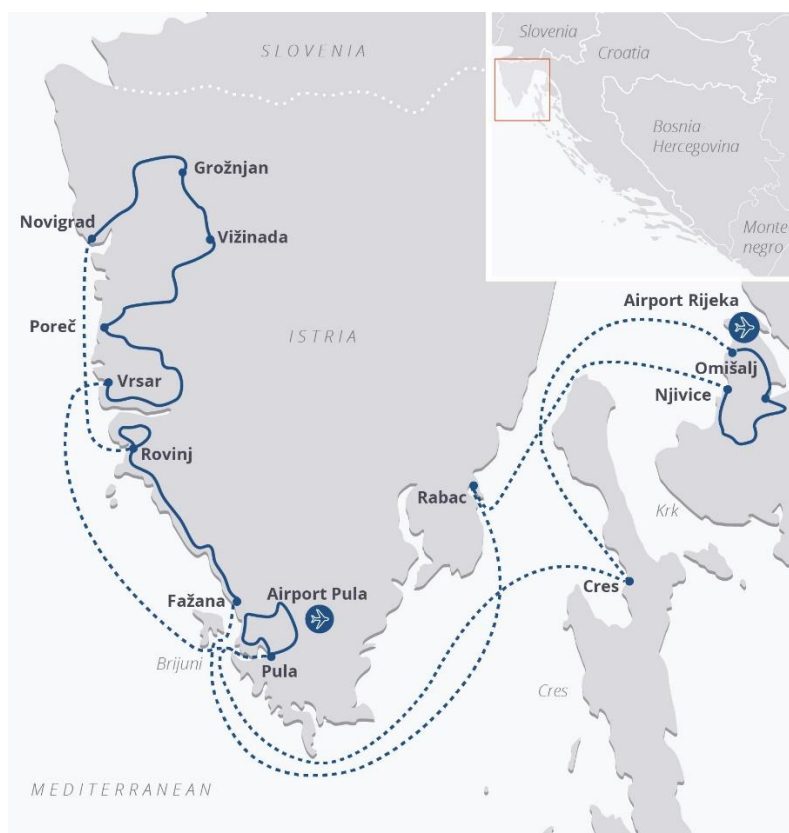 SLOVENIA
Slovenia
Croatia
Bosnia
Hercegovina
Monte
negro
Grožnjan
Novigrad
Vižinada
Airport Rijeka
Poreč
ISTRIA
Omišalj
Vrsar
Njivice
Rovinj
Rabac
Krk
Cres
Fažana
Airport Pula
Brijuni
Pula
Cres
MEDITERRANEAN